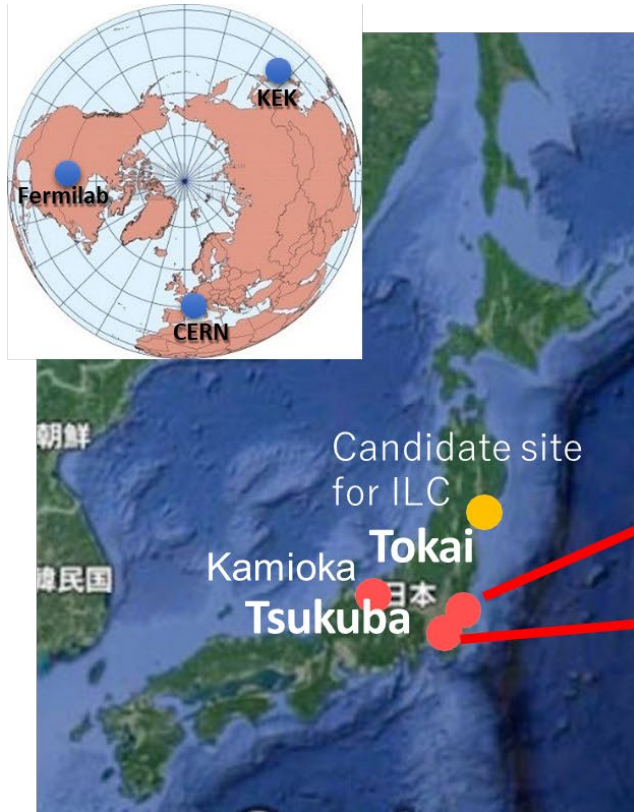 KEK
Fermilab
CERN
朝鮮
Candidate site
for ILC
Tokai
Kamioka
韓民国
日本
Tsukuba